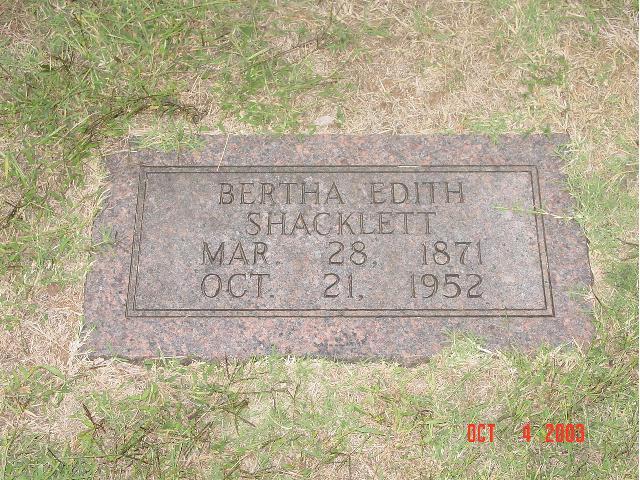 BERTHA EDITH
SHACKLETT
MAR. 28, 1871
OCT. 21, 1952
OCT 4 2003